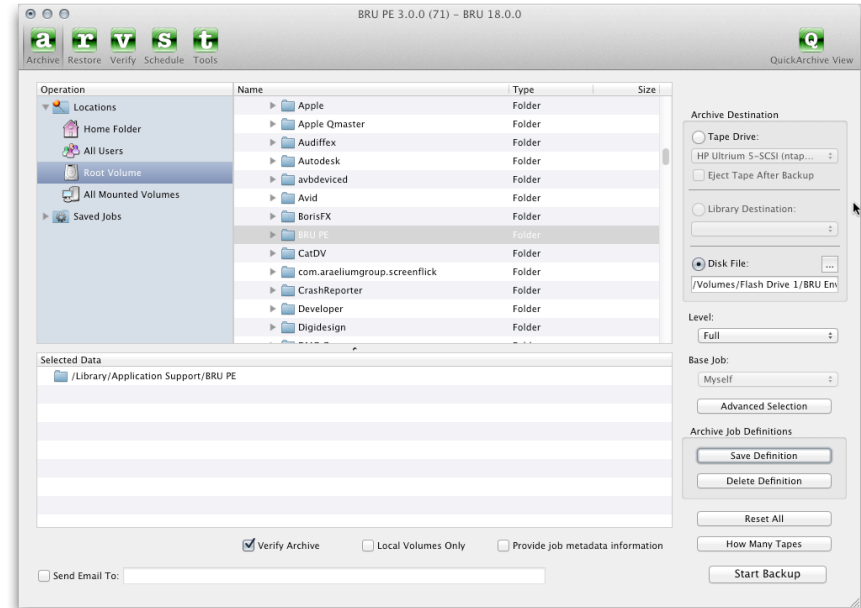 BRU PE 3.0.0 (71) – BRU 18.0.0
a r v s t Q
Archive Restore Verify Schedule Tools QuickArchive View
Operation
Locations
Home Folder
All Users
Root Volume
All Mounted Volumes
Saved Jobs
Name Type Size
Apple Folder
Apple Qmaster Folder
Audiffex Folder
Autodesk Folder
avbdeviced Folder
Avid Folder
BorisFX Folder
BRU PE Folder
CatDV Folder
com.araeliumgroup.screenflick Folder
CrashReporter Folder
Developer Folder
Digidesign Folder
Archive Destination
Tape Drive:
HP Ultrium 5-SCSI (ntap...
Eject Tape After Backup
Library Destination:
Disk File: ...
/Volumes/Flash Drive 1/BRU Env
Level:
Full
Base Job:
Myself
Advanced Selection
Archive Job Definitions
Save Definition
Delete Definition
Reset All
How Many Tapes
Start Backup
Selected Data
/Library/Application Support/BRU PE
Verify Archive Local Volumes Only Provide job metadata information
Send Email To: